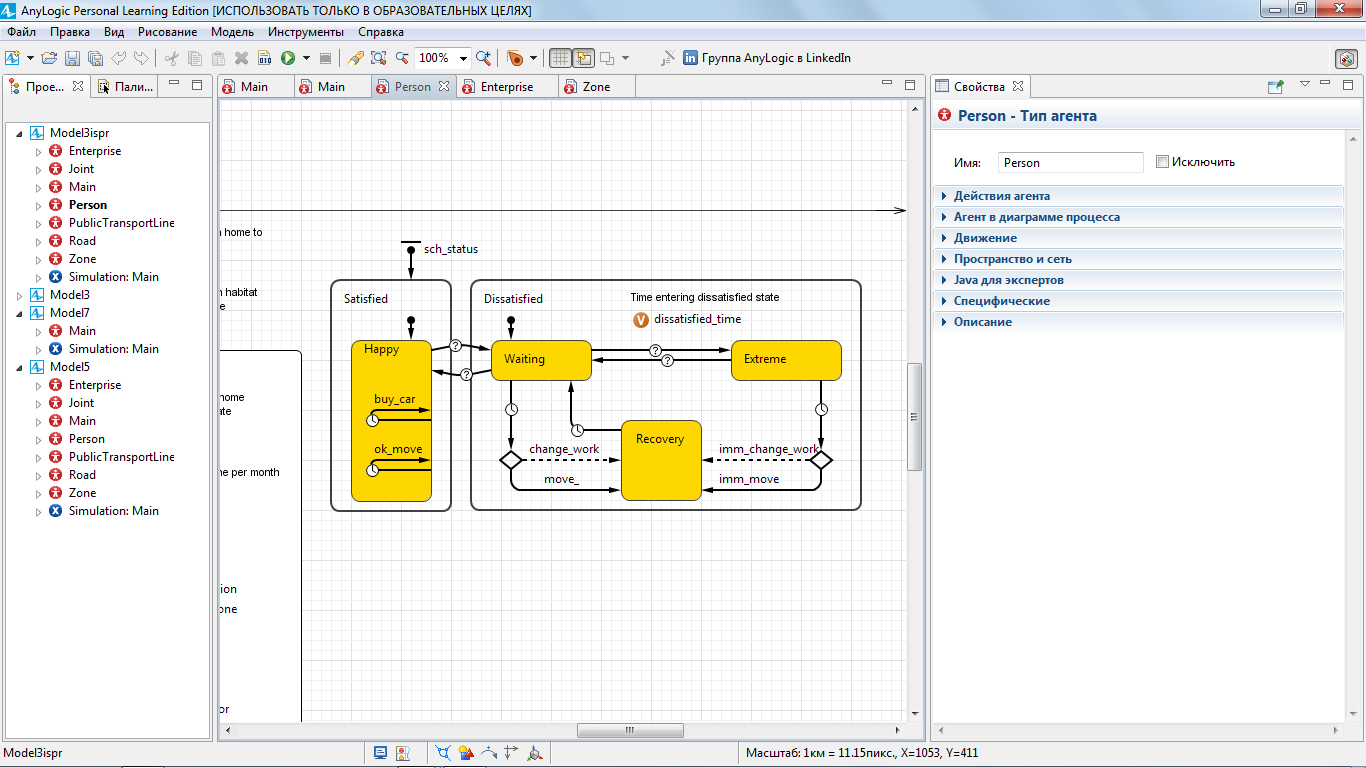 AnyLogic Personal Learning Edition [ИСПОЛЬЗОВАТЬ ТОЛЬКО В ОБРАЗОВАТЕЛЬНЫХ ЦЕЛЯХ]
Файл Правка Вид Рисование Модель Инструменты Справка
100% Группа AnyLogic в LinkedIn
Прое... Пали...
Model3ispr
Enterprise
Joint
Main
Person
PublicTransportLine
Road
Zone
Simulation: Main
Model3
Model7
Main
Simulation: Main
Model5
Enterprise
Joint
Main
Person
PublicTransportLine
Road
Zone
Simulation: Main
Main Main Person Enterprise Zone
home to
sch_status
habitat
Satisfied
Dissatisfied
Time entering dissatisfied state
dissatisfied_time
Happy
Waiting
Extreme
buy_car
ok_move
Recovery
change_work
imm_change_work
move_
imm_move
home
per month
Свойства
Person - Тип агента
Имя: Person Исключить
Действия агента
Агент в диаграмме процесса
Движение
Пространство и сеть
Java для экспертов
Специфические
Описание
Model3ispr
Масштаб: 1км = 11.15пикс., X=1053, Y=411